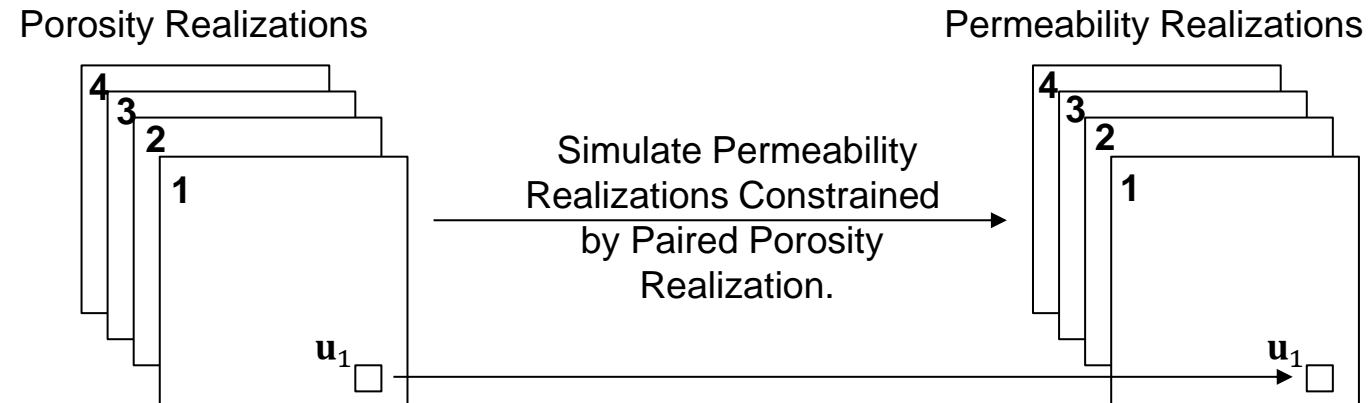 Porosity Realizations
Permeability Realizations
4
3
2
1
Simulate Permeability
Realizations Constrained
by Paired Porosity
Realization.
4
3
2
1
𝐮₁
𝐮₁